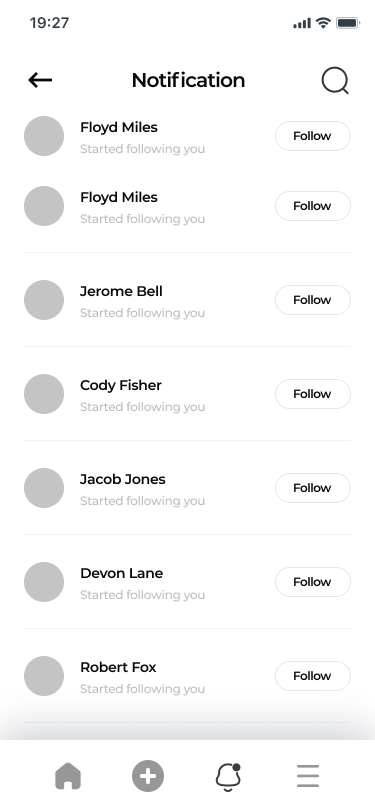 19:27
Notification
Floyd Miles
Follow
Started following you
Floyd Miles
Follow
Started following you
Jerome Bell
Follow
Started following you
Cody Fisher
Follow
Started following you
Jacob Jones
Follow
Started following you
Devon Lane
Follow
Started following you
Robert Fox
Follow
Started following you